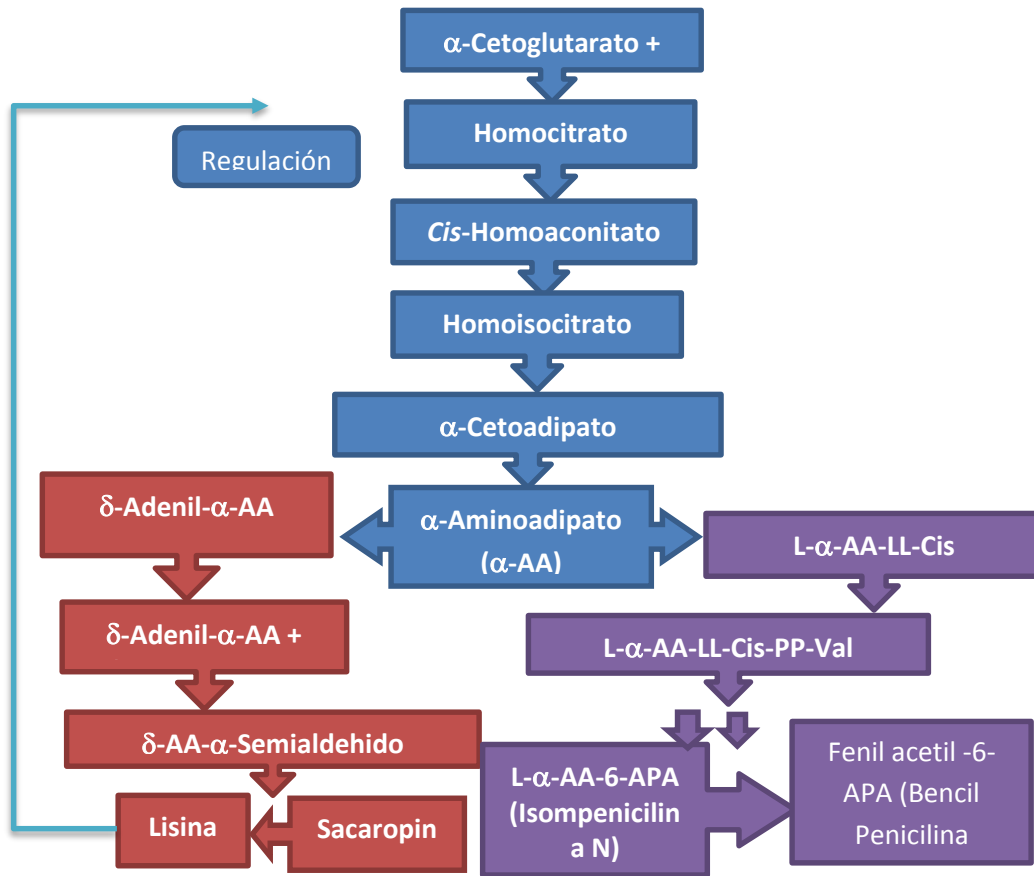 α-Cetoglutarato +
Homocitrato
Regulación
Cis-Homoaconitato
Homoisocitrato
α-Cetoadipato
δ-Adenil-α-AA
α-Aminoadipato
(α-AA)
L-α-AA-LL-Cis
δ-Adenil-α-AA +
L-α-AA-LL-Cis-PP-Val
δ-AA-α-Semialdehido
Lisina
Sacaropin
L-α-AA-6-APA
(Isompenicilin
a N)
Fenil acetil -6-
APA (Bencil
Penicilina